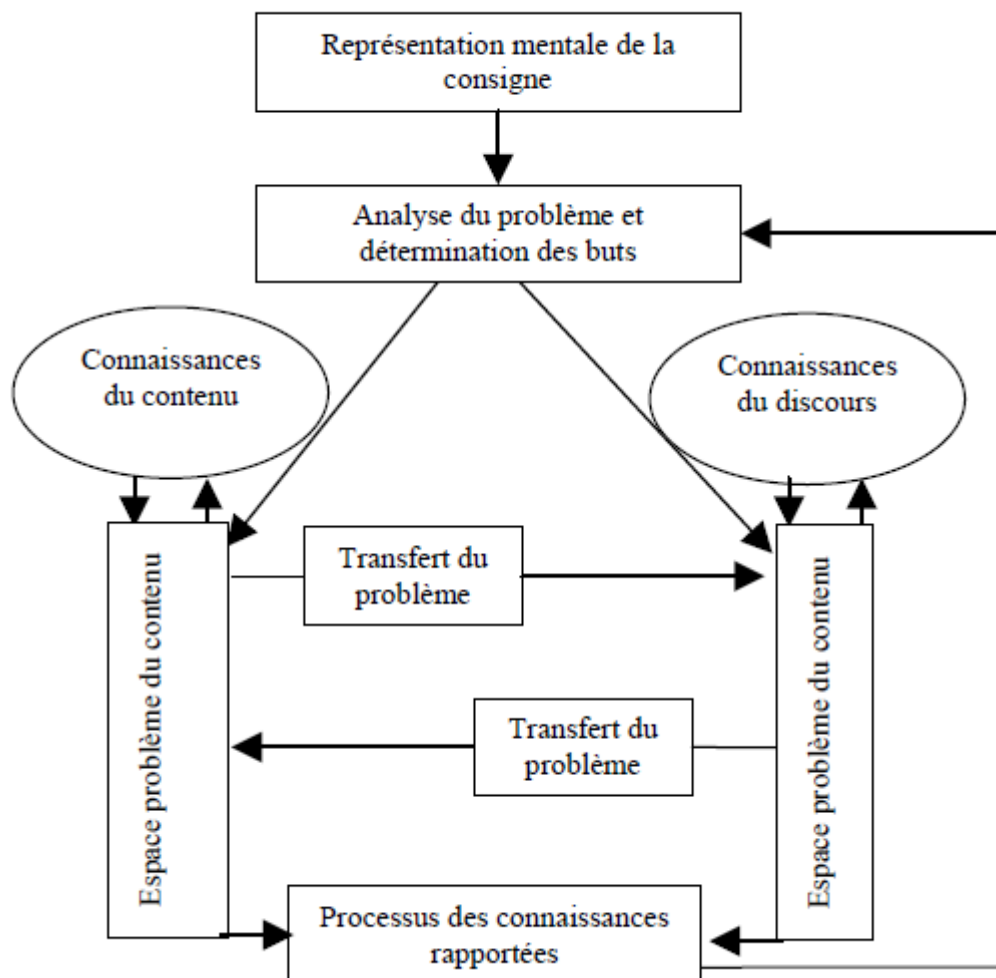 Représentation mentale de la
consigne
Analyse du problème et
détermination des buts
Connaissances
du contenu
Connaissances
du discours
Espace problème du contenu
Transfert du
problème
Espace problème du contenu
Transfert du
problème
Processus des connaissances
rapportées